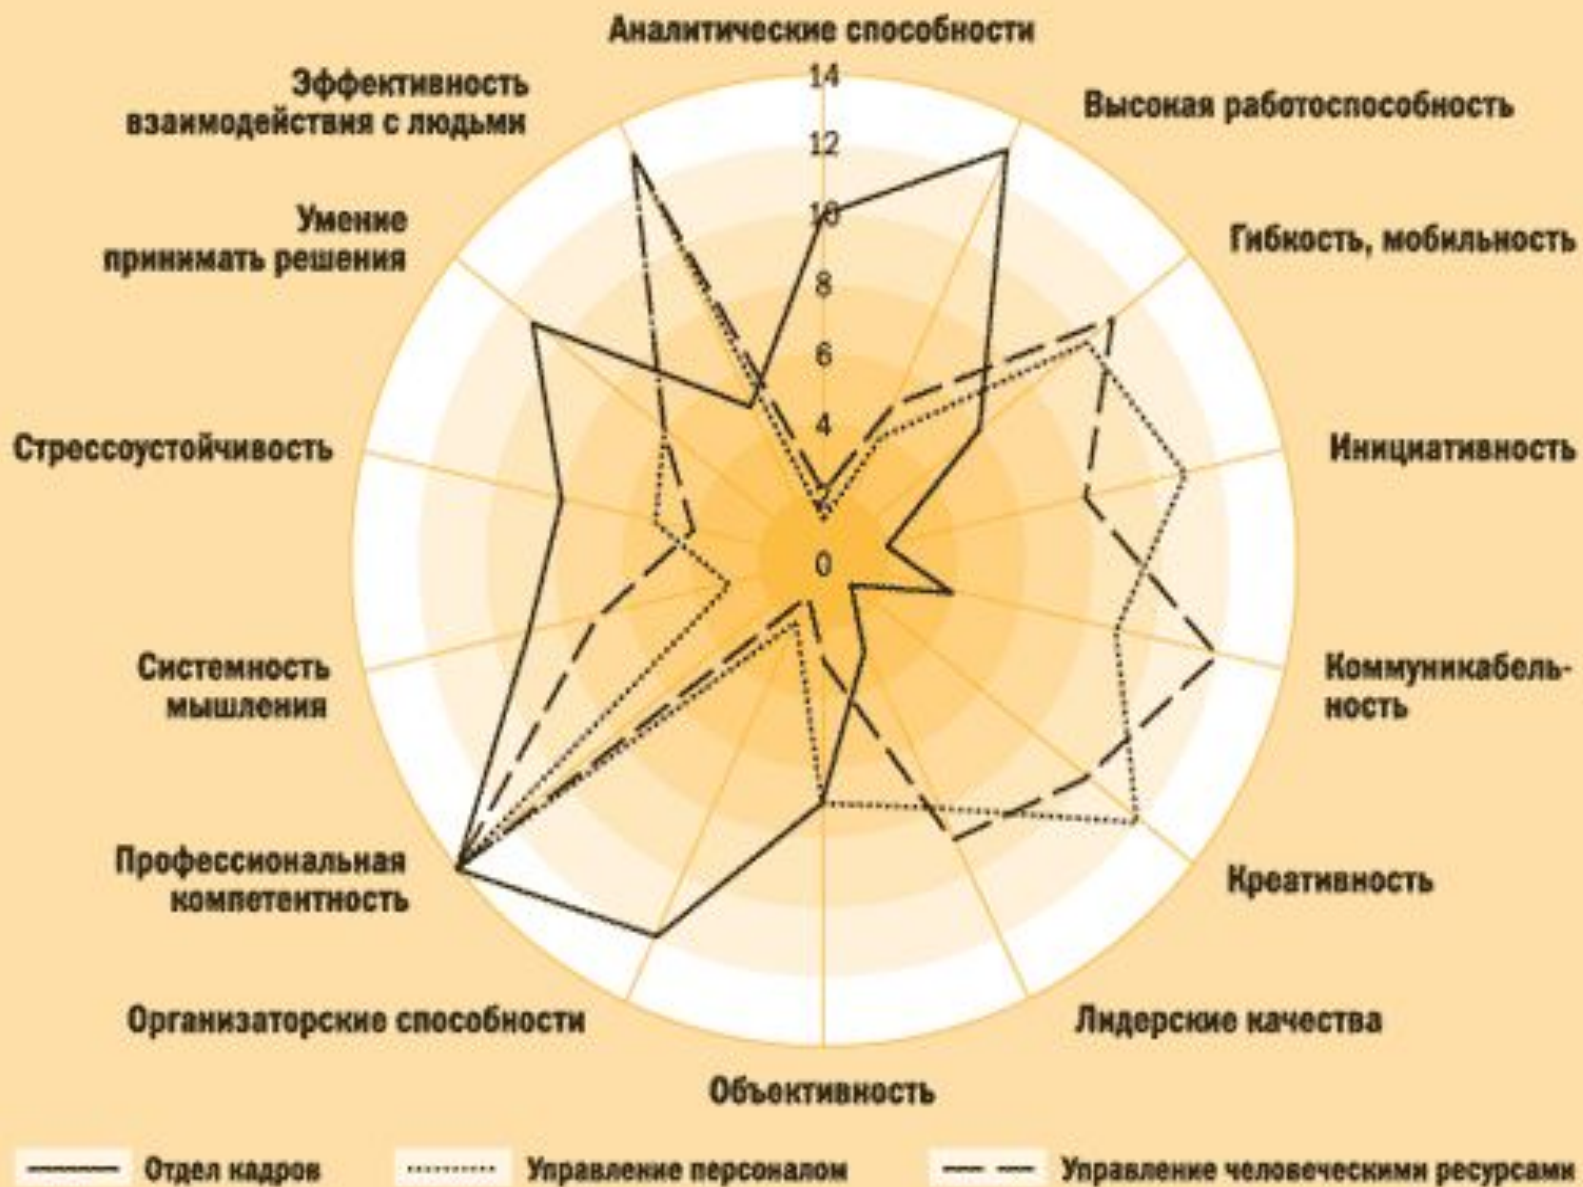 Аналитические способности
Эффективность
взаимодействия с людьми
Высокая работоспособность
Умение
принимать решения
Гибкость, мобильность
Стрессоустойчивость
Инициативность
Системность
мышления
Коммуникабель-
ность
Профессиональная
компетентность
Креативность
Организаторские способности
Лидерские качества
Объективность
14
12
10
8
6
4
2
0
Отдел кадров
Управление персоналом
Управление человеческими ресурсами